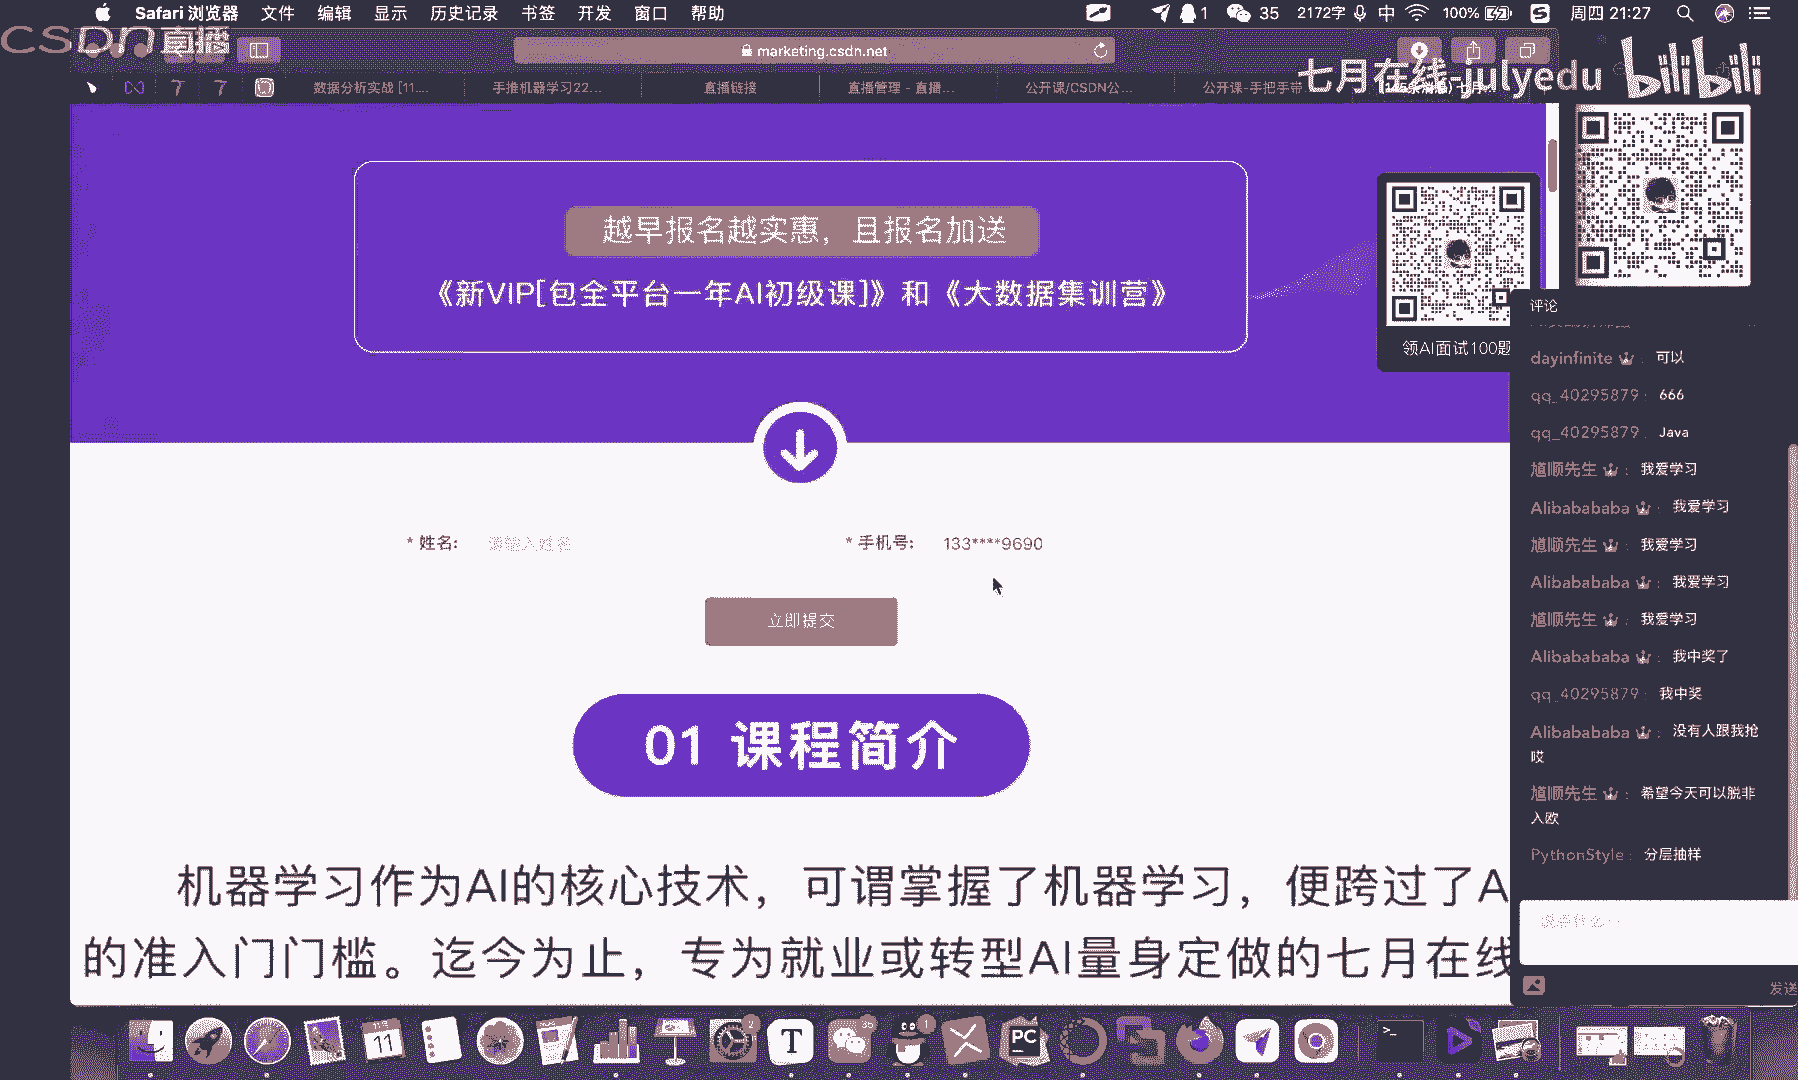 Safari 浏览器 文件 编辑 显示 历史记录 书签 开发 窗口 帮助
1 35 2172字 中 100% 周四 21:27
CSDN直播
marketing.csdn.net
七月在线-julyedu bilibili
数据分析实战 [11....
手推机器学习22...
直播链接
直播管理 - 直播...
公开课/CSDN公...
公开课-手把手带
越早报名越实惠，且报名加送
《新VIP[包全平台一年AI初级课]》和《大数据集训营》
领AI面试100题
* 姓名: 请输入姓名
* 手机号: 133****9690
立即提交
01 课程简介
机器学习作为AI的核心技术，可谓掌握了机器学习，便跨过了A
的准入门门槛。迄今为止，专为就业或转型AI量身定做的七月在线
评论
dayinfinite : 可以
qq_40295879 : 666
qq_40295879 : Java
馗顺先生 : 我爱学习
Alibabababa : 我爱学习
馗顺先生 : 我爱学习
Alibabababa : 我爱学习
馗顺先生 : 我爱学习
Alibabababa : 我中奖了
qq_40295879 : 我中奖
Alibabababa : 没有人跟我抢
哎
馗顺先生 : 希望今天可以脱非
入欧
PythonStyle : 分层抽样
说点什么...
发送
11
T
35
1
2
PC